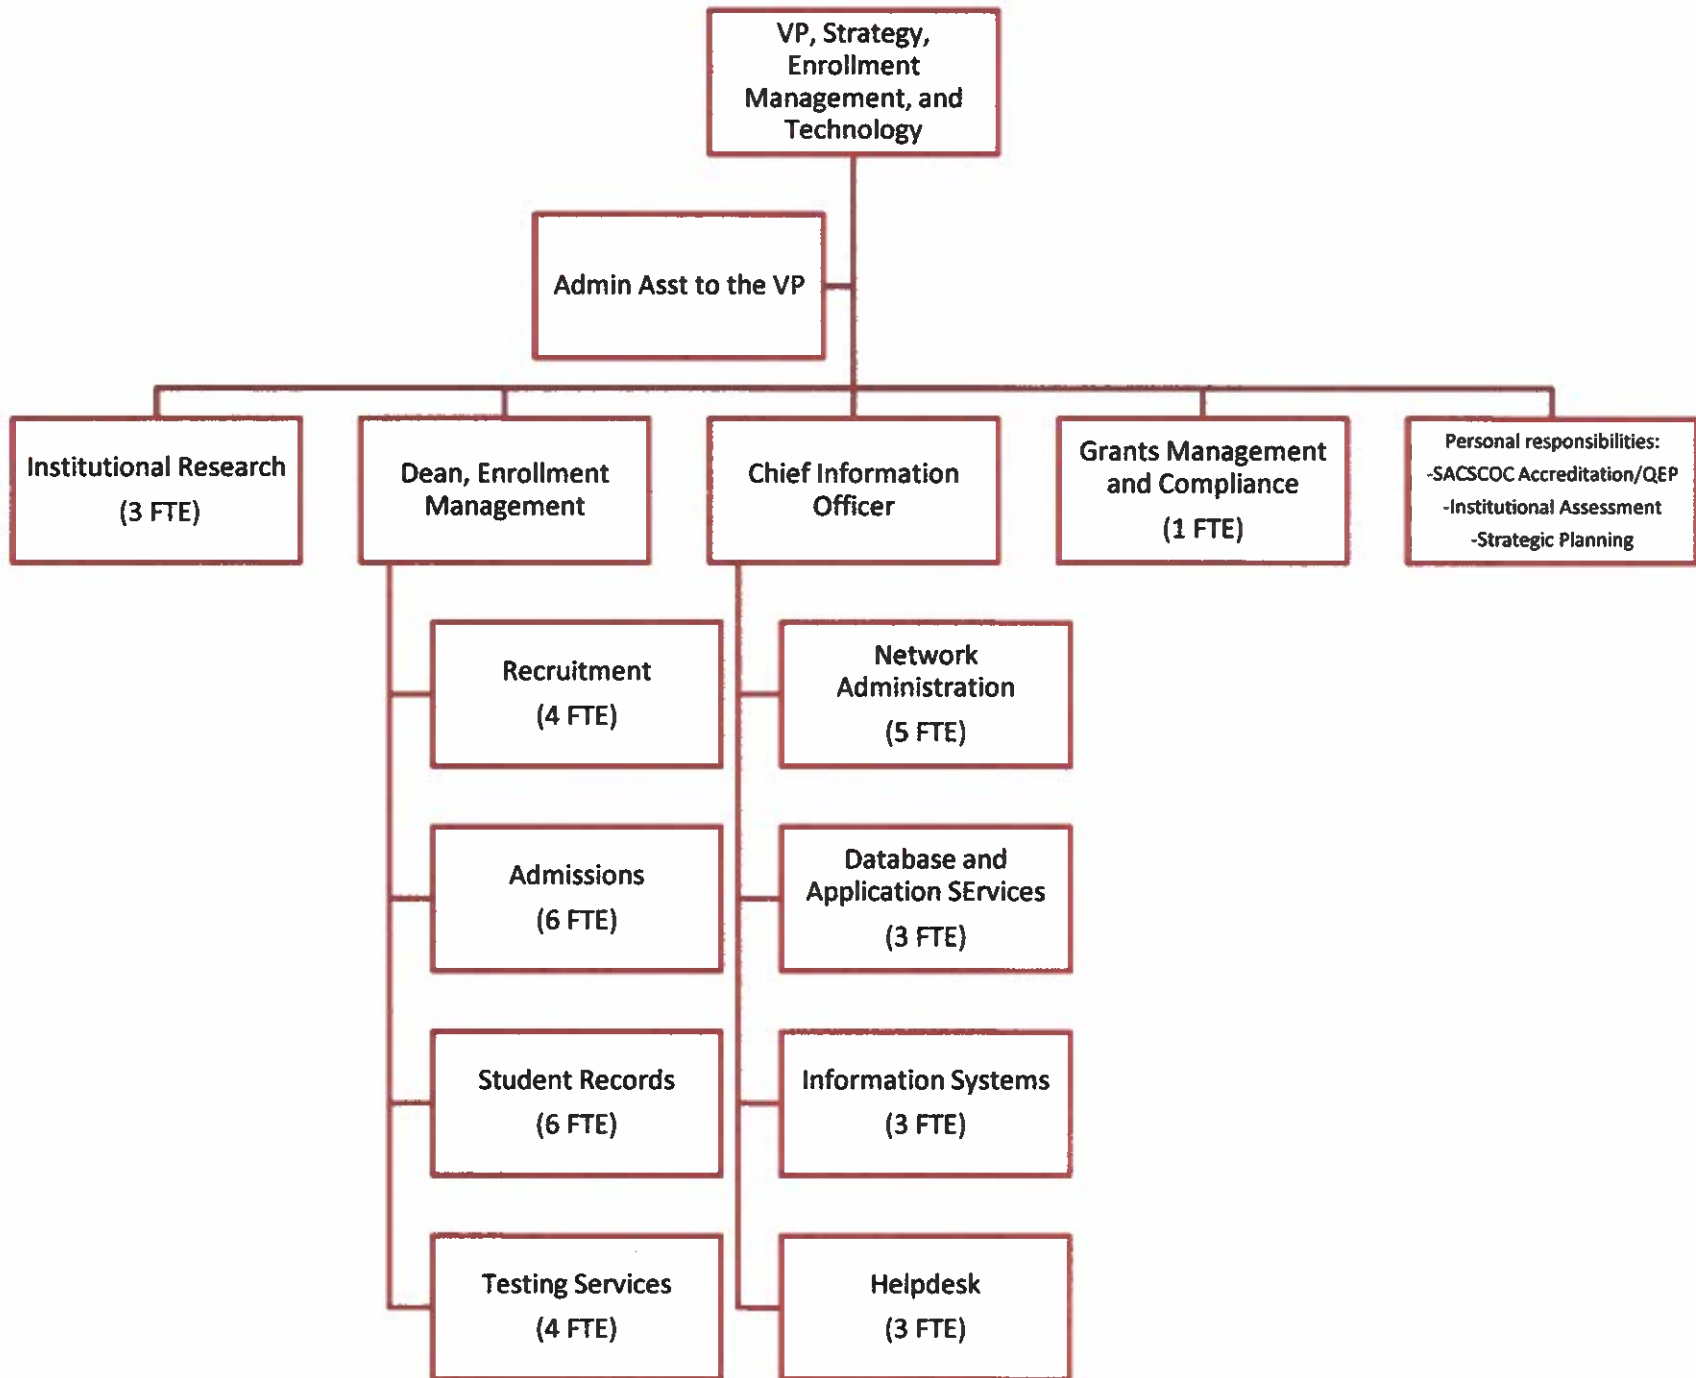 VP, Strategy,
Enrollment
Management, and
Technology
Admin Asst to the VP
Institutional Research
(3 FTE)
Dean, Enrollment
Management
Chief Information
Officer
Grants Management
and Compliance
(1 FTE)
Personal responsibilities:
-SACSCOC Accreditation/QEP
-Institutional Assessment
-Strategic Planning
Recruitment
(4 FTE)
Network
Administration
(5 FTE)
Admissions
(6 FTE)
Database and
Application SErvices
(3 FTE)
Student Records
(6 FTE)
Information Systems
(3 FTE)
Testing Services
(4 FTE)
Helpdesk
(3 FTE)